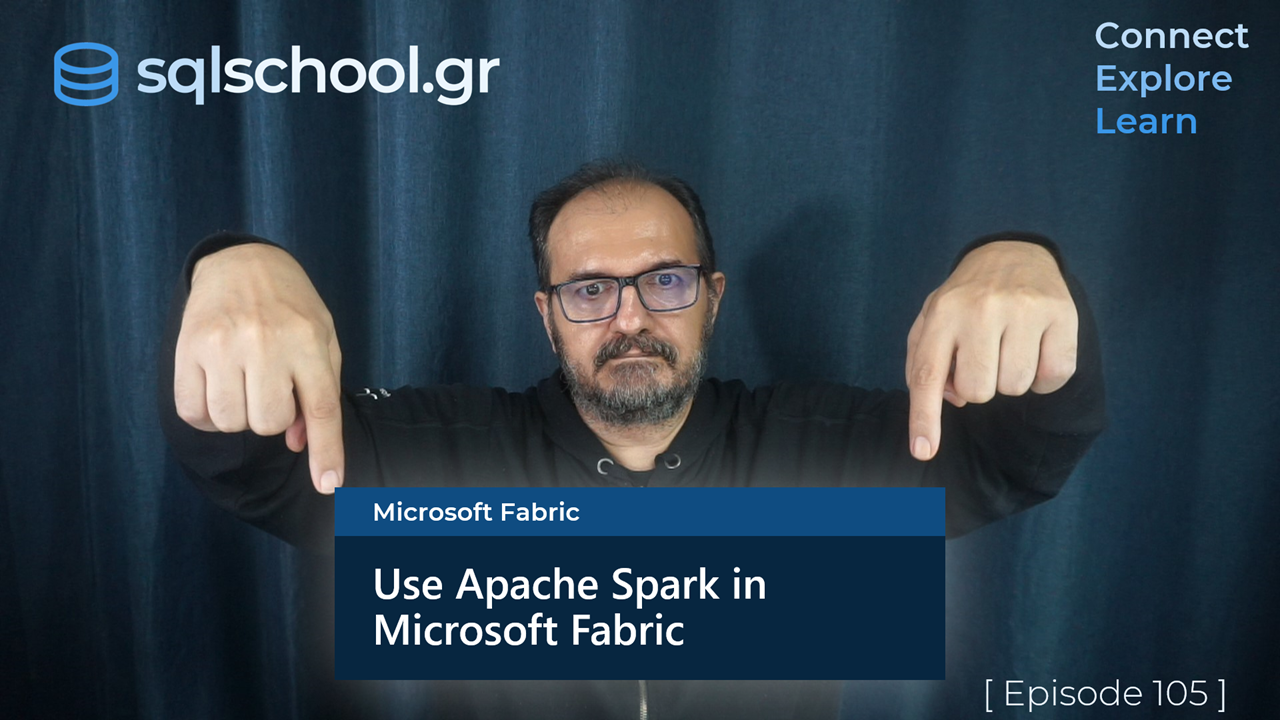 sqlschool.gr
Connect
Explore
Learn
Microsoft Fabric
Use Apache Spark in
Microsoft Fabric
[ Episode 105 ]